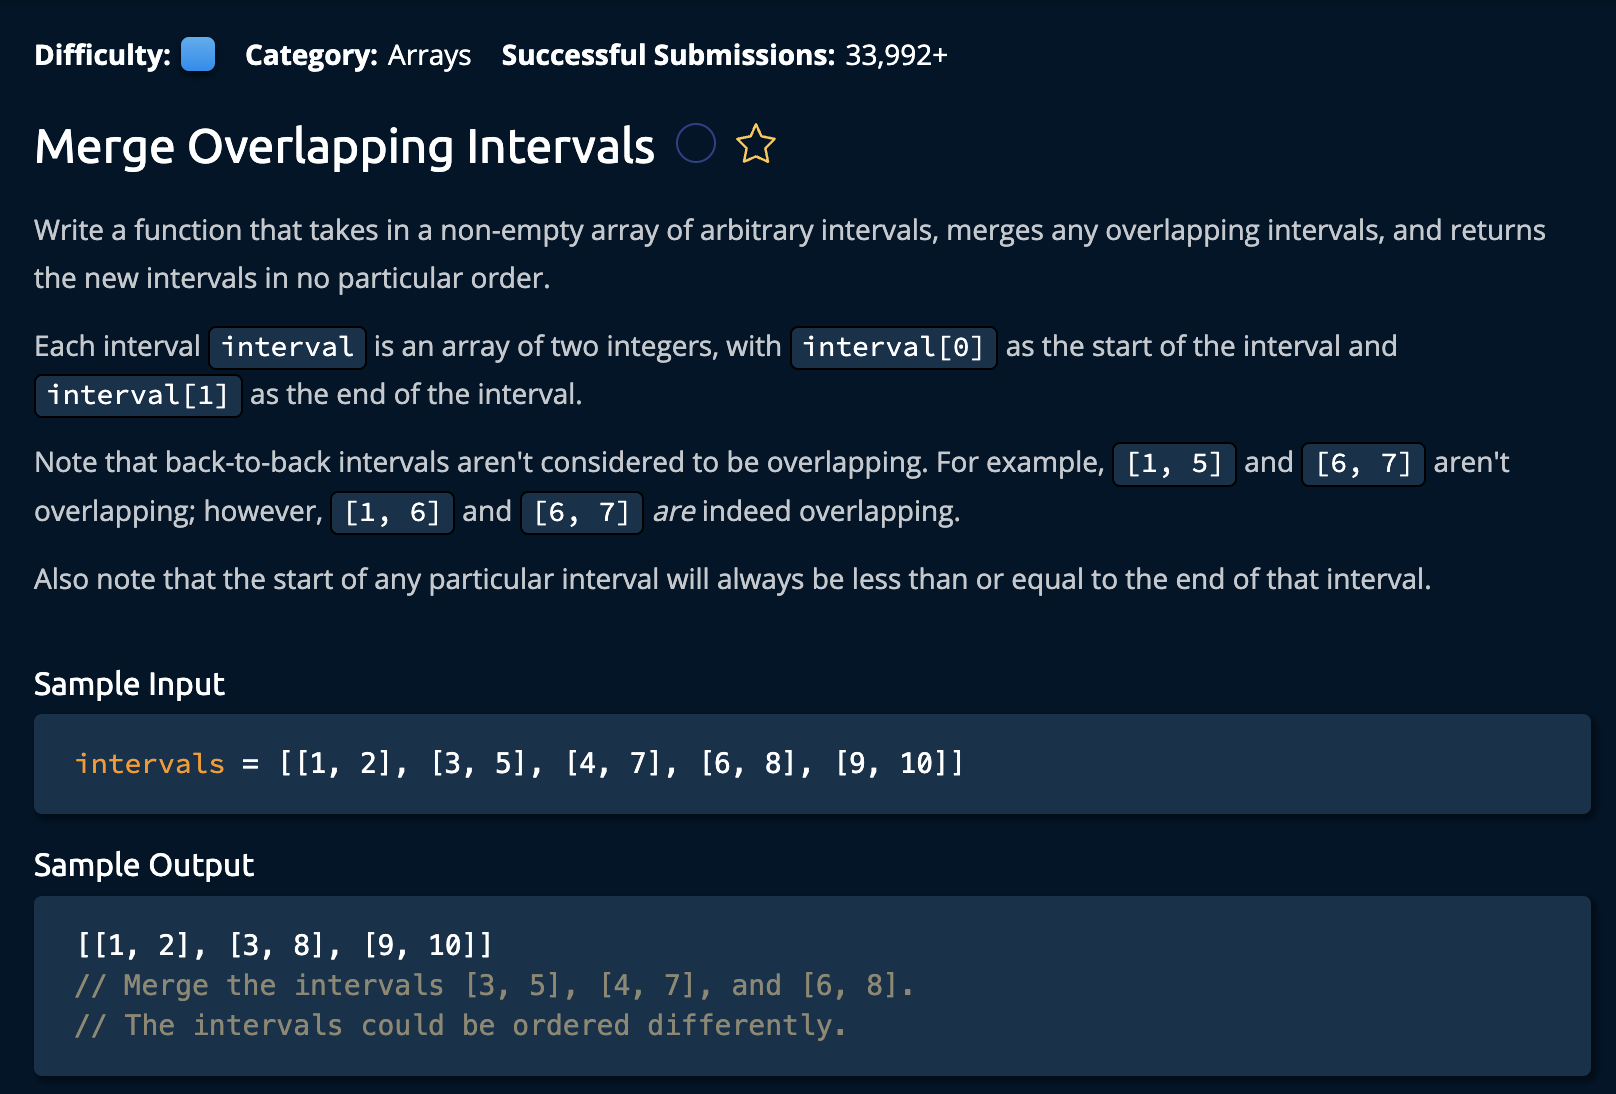 Difficulty: Category: Arrays Successful Submissions: 33,992+
Merge Overlapping Intervals
Write a function that takes in a non-empty array of arbitrary intervals, merges any overlapping intervals, and returns
the new intervals in no particular order.
Each interval interval is an array of two integers, with interval[0] as the start of the interval and
interval[1] as the end of the interval.
Note that back-to-back intervals aren't considered to be overlapping. For example, [1, 5] and [6, 7] aren't
overlapping; however, [1, 6] and [6, 7] are indeed overlapping.
Also note that the start of any particular interval will always be less than or equal to the end of that interval.
Sample Input
intervals = [[1, 2], [3, 5], [4, 7], [6, 8], [9, 10]]
Sample Output
[[1, 2], [3, 8], [9, 10]]
// Merge the intervals [3, 5], [4, 7], and [6, 8].
// The intervals could be ordered differently.